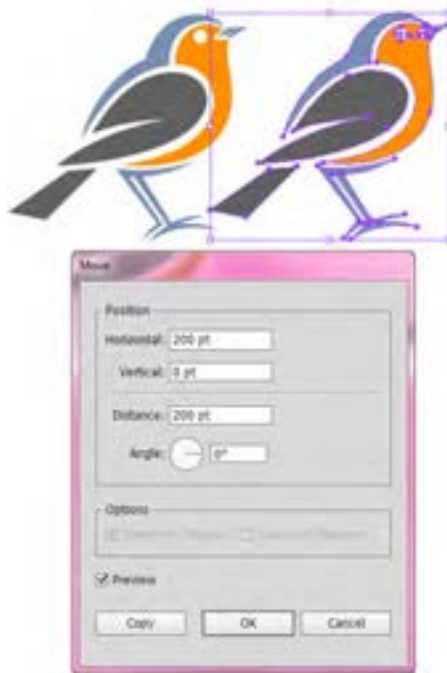 Move
Position
Horizontal: 200 pt
Vertical: 0 pt
Distance: 200 pt
Angle: 0°
Options
Preview
Copy OK Cancel